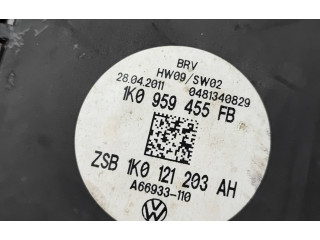 BRV
HW09/SW02
28.04.2011 0481340829
1K0 959 455 FB
ZSB 1K0 121 203 AH
A66933-110